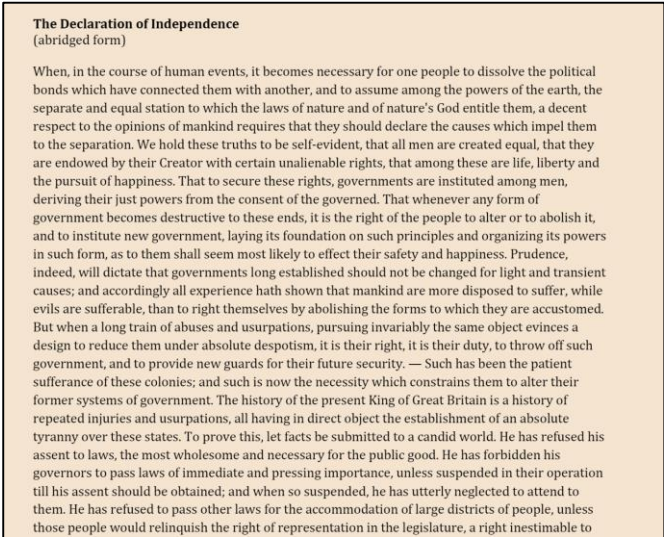 The Declaration of Independence
(abridged form)
When, in the course of human events, it becomes necessary for one people to dissolve the political
bonds which have connected them with another, and to assume among the powers of the earth, the
separate and equal station to which the laws of nature and of nature's God entitle them, a decent
respect to the opinions of mankind requires that they should declare the causes which impel them
to the separation. We hold these truths to be self-evident, that all men are created equal, that they
are endowed by their Creator with certain unalienable rights, that among these are life, liberty and
the pursuit of happiness. That to secure these rights, governments are instituted among men,
deriving their just powers from the consent of the governed. That whenever any form of
government becomes destructive to these ends, it is the right of the people to alter or to abolish it,
and to institute new government, laying its foundation on such principles and organizing its powers
in such form, as to them shall seem most likely to effect their safety and happiness. Prudence,
indeed, will dictate that governments long established should not be changed for light and transient
causes; and accordingly all experience hath shown that mankind are more disposed to suffer, while
evils are sufferable, than to right themselves by abolishing the forms to which they are accustomed.
But when a long train of abuses and usurpations, pursuing invariably the same object evinces a
design to reduce them under absolute despotism, it is their right, it is their duty, to throw off such
government, and to provide new guards for their future security. — Such has been the patient
sufferance of these colonies; and such is now the necessity which constrains them to alter their
former systems of government. The history of the present King of Great Britain is a history of
repeated injuries and usurpations, all having in direct object the establishment of an absolute
tyranny over these states. To prove this, let facts be submitted to a candid world. He has refused his
assent to laws, the most wholesome and necessary for the public good. He has forbidden his
governors to pass laws of immediate and pressing importance, unless suspended in their operation
till his assent should be obtained; and when so suspended, he has utterly neglected to attend to
them. He has refused to pass other laws for the accommodation of large districts of people, unless
those people would relinquish the right of representation in the legislature, a right inestimable to